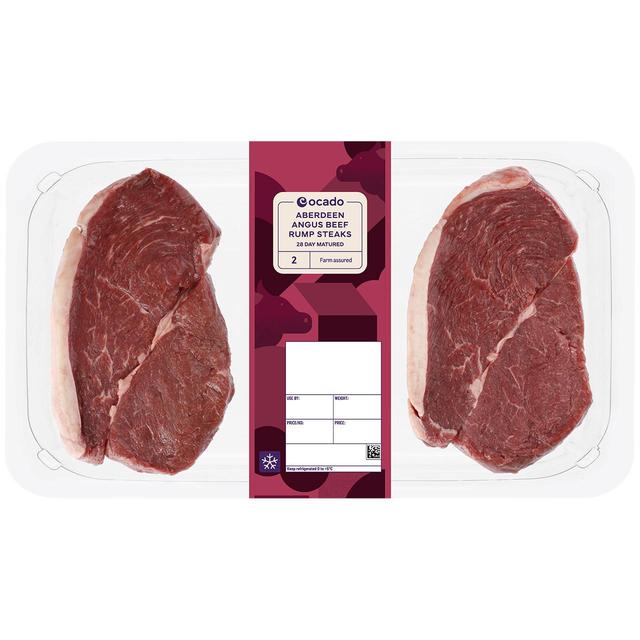 ocado
ABERDEEN
ANGUS BEEF
RUMP STEAKS
28 DAY MATURED
2
Farm assured
USE BY:
WEIGHT:
PRICE/KG:
PRICE:
Keep refrigerated 0 to +5°C